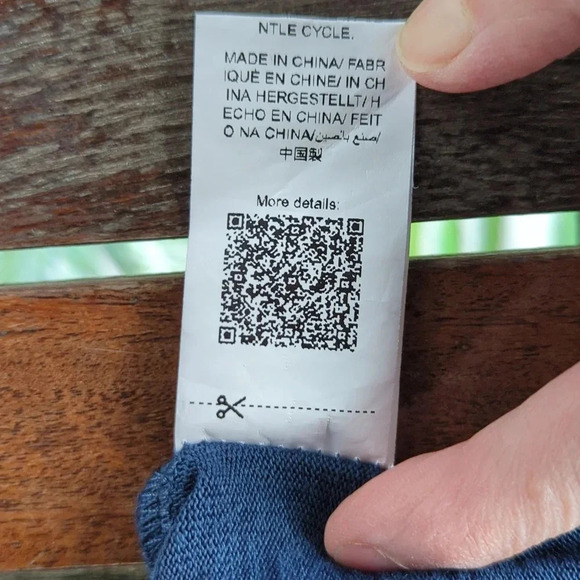 NTLE CYCLE.
MADE IN CHINA/ FABR
IQUÉ EN CHINE/ IN CH
INA HERGESTELLT/ H
ECHO EN CHINA/ FEIT
O NA CHINA/صنع بالصين/
中国製
More details: